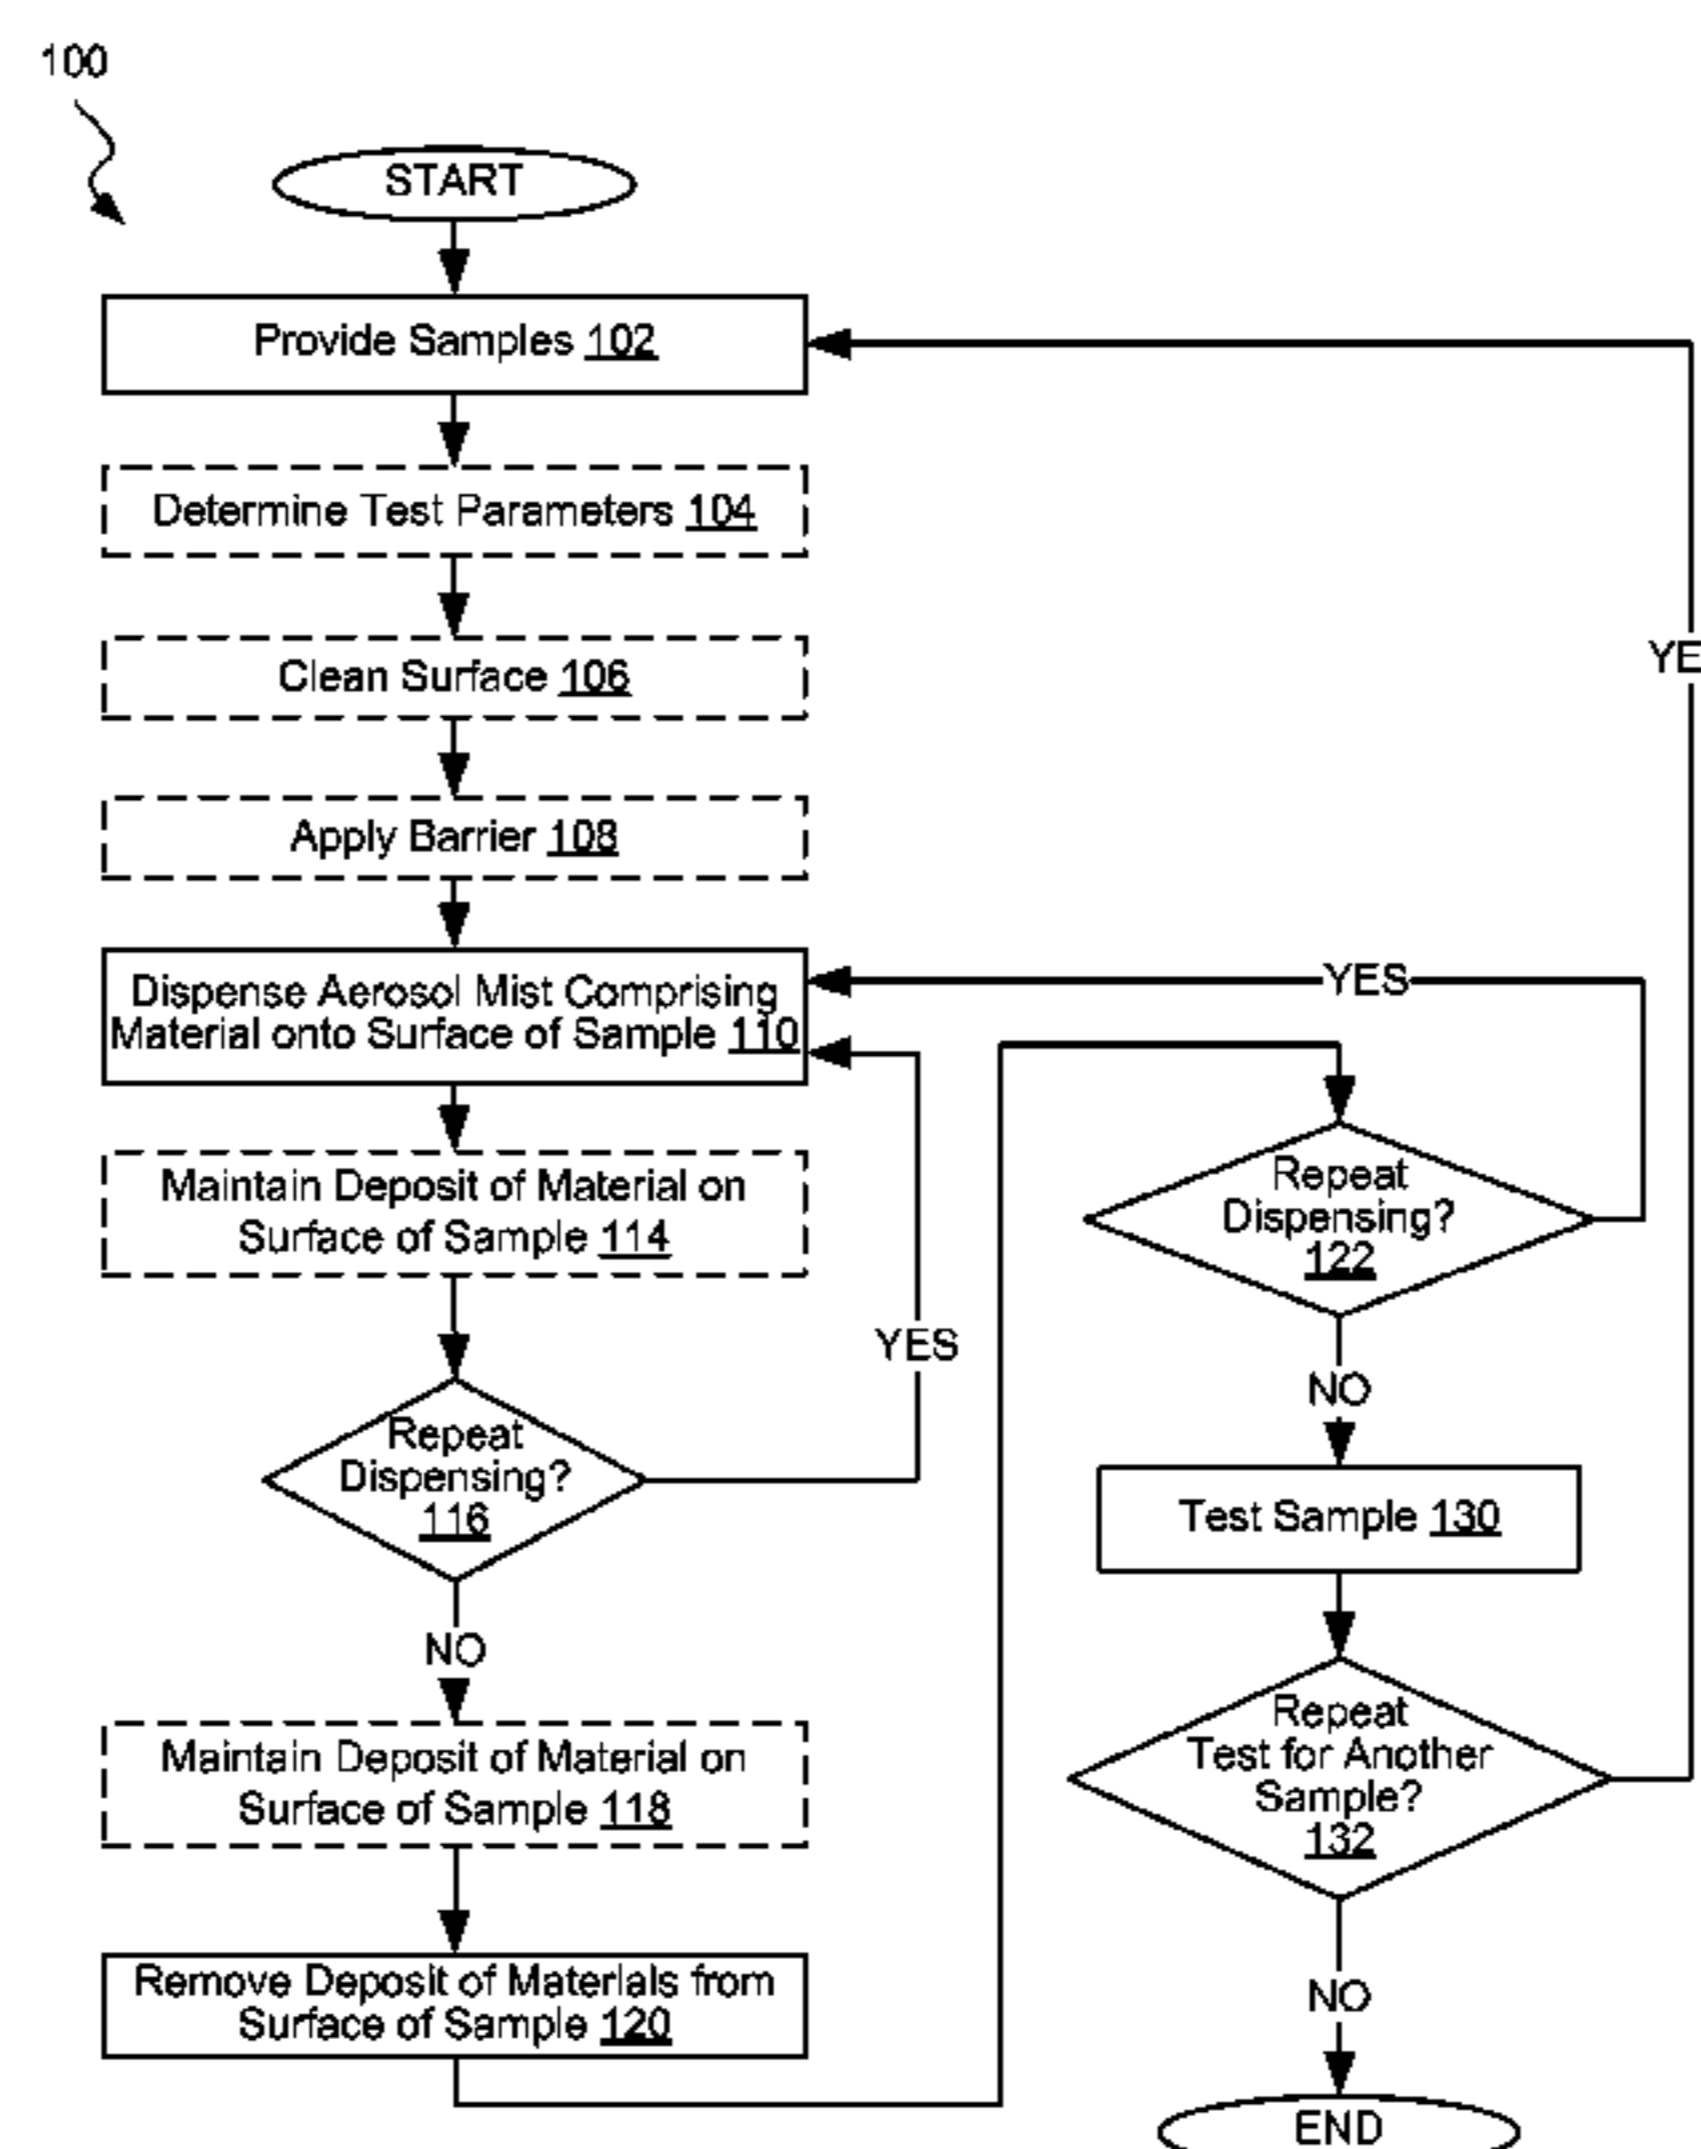 100
START
Provide Samples 102
Determine Test Parameters 104
Clean Surface 106
Apply Barrier 108
Dispense Aerosol Mist Comprising
Material onto Surface of Sample 110
Maintain Deposit of Material on
Surface of Sample 114
Repeat
Dispensing?
116
YES
NO
Maintain Deposit of Material on
Surface of Sample 118
Remove Deposit of Materials from
Surface of Sample 120
Repeat
Dispensing?
122
YES
NO
Test Sample 130
Repeat
Test for Another
Sample?
132
YE
NO
END